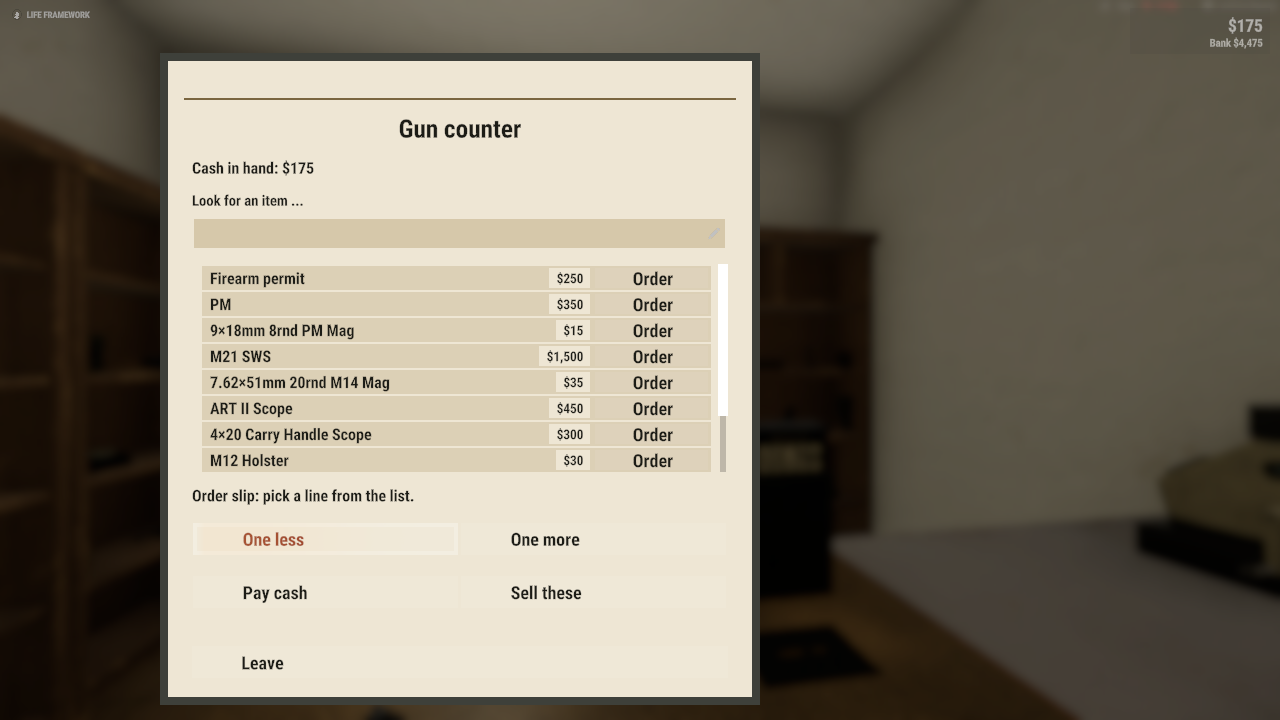 LIFE FRAMEWORK
$175
Bank $4,475
Gun counter
Cash in hand: $175
Look for an item ...
Firearm permit $250 Order
PM $350 Order
9×18mm 8rnd PM Mag $15 Order
M21 SWS $1,500 Order
7.62×51mm 20rnd M14 Mag $35 Order
ART II Scope $450 Order
4×20 Carry Handle Scope $300 Order
M12 Holster $30 Order
Order slip: pick a line from the list.
One less One more
Pay cash Sell these
Leave